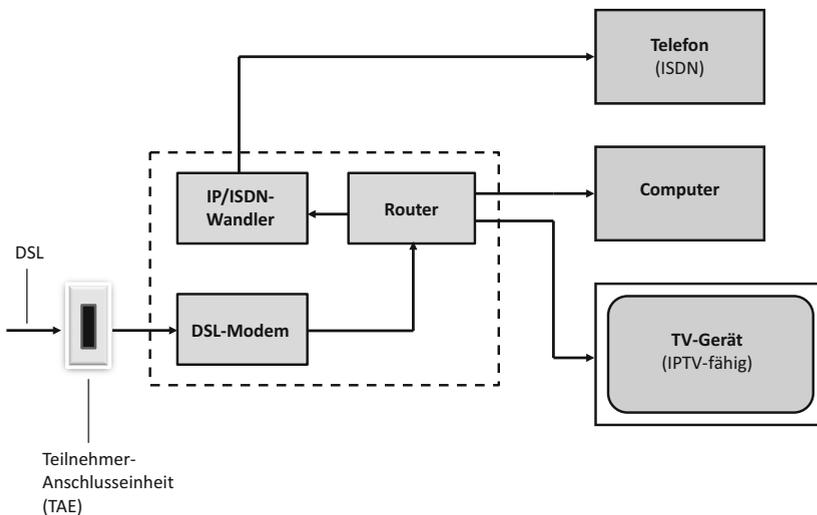 Telefon
(ISDN)
IP/ISDN-
Wandler
Router
Computer
DSL
DSL-Modem
TV-Gerät
(IPTV-fähig)
Teilnehmer-
Anschlusseinheit
(TAE)